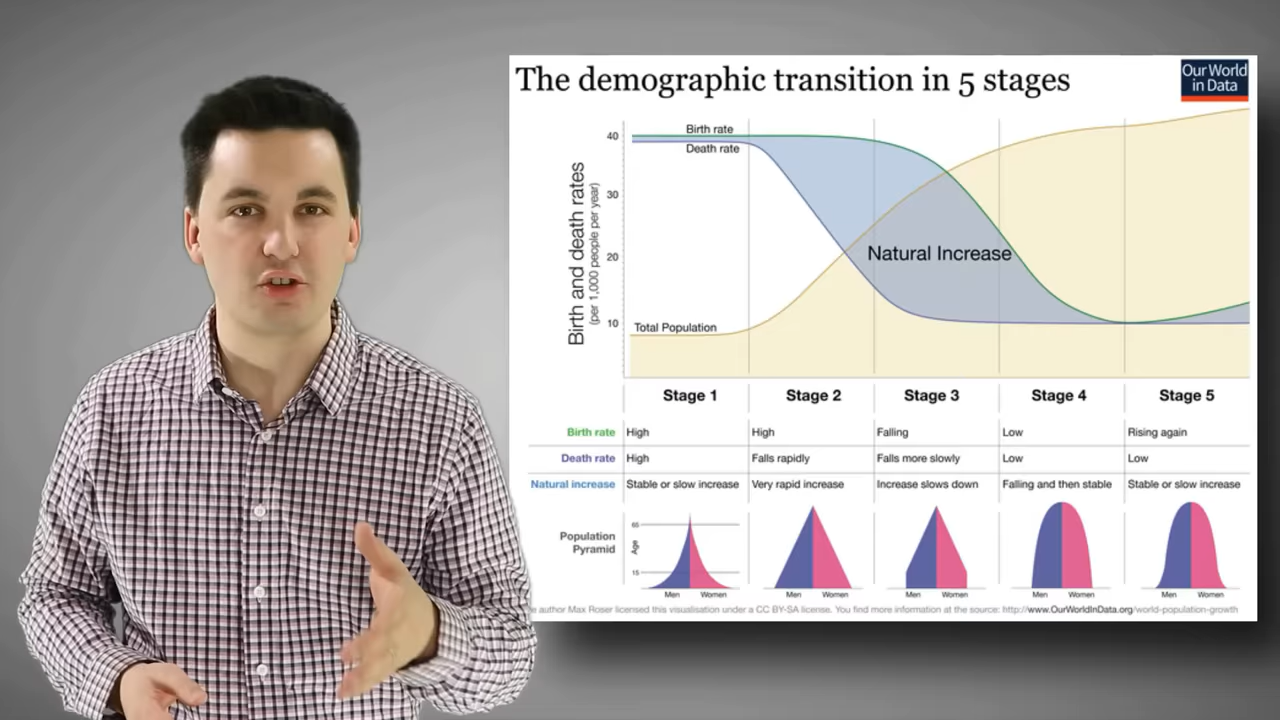 The demographic transition in 5 stages
Our World
in Data
Birth and death rates
(per 1,000 people per year)
40
30
20
10
Birth rate
Death rate
Natural Increase
Total Population
Stage 1 Stage 2 Stage 3 Stage 4 Stage 5
Birth rate High High Falling Low Rising again
Death rate High Falls rapidly Falls more slowly Low Low
Natural increase Stable or slow increase Very rapid increase Increase slows down Falling and then stable Stable or slow increase
Population
Pyramid
Age
65
15
Men Women Men Women Men Women Men Women Men Women
author Max Roser licensed this visualisation under a CC BY-SA license. You find more information at the source: http://www.OurWorldInData.org/world-population-growth